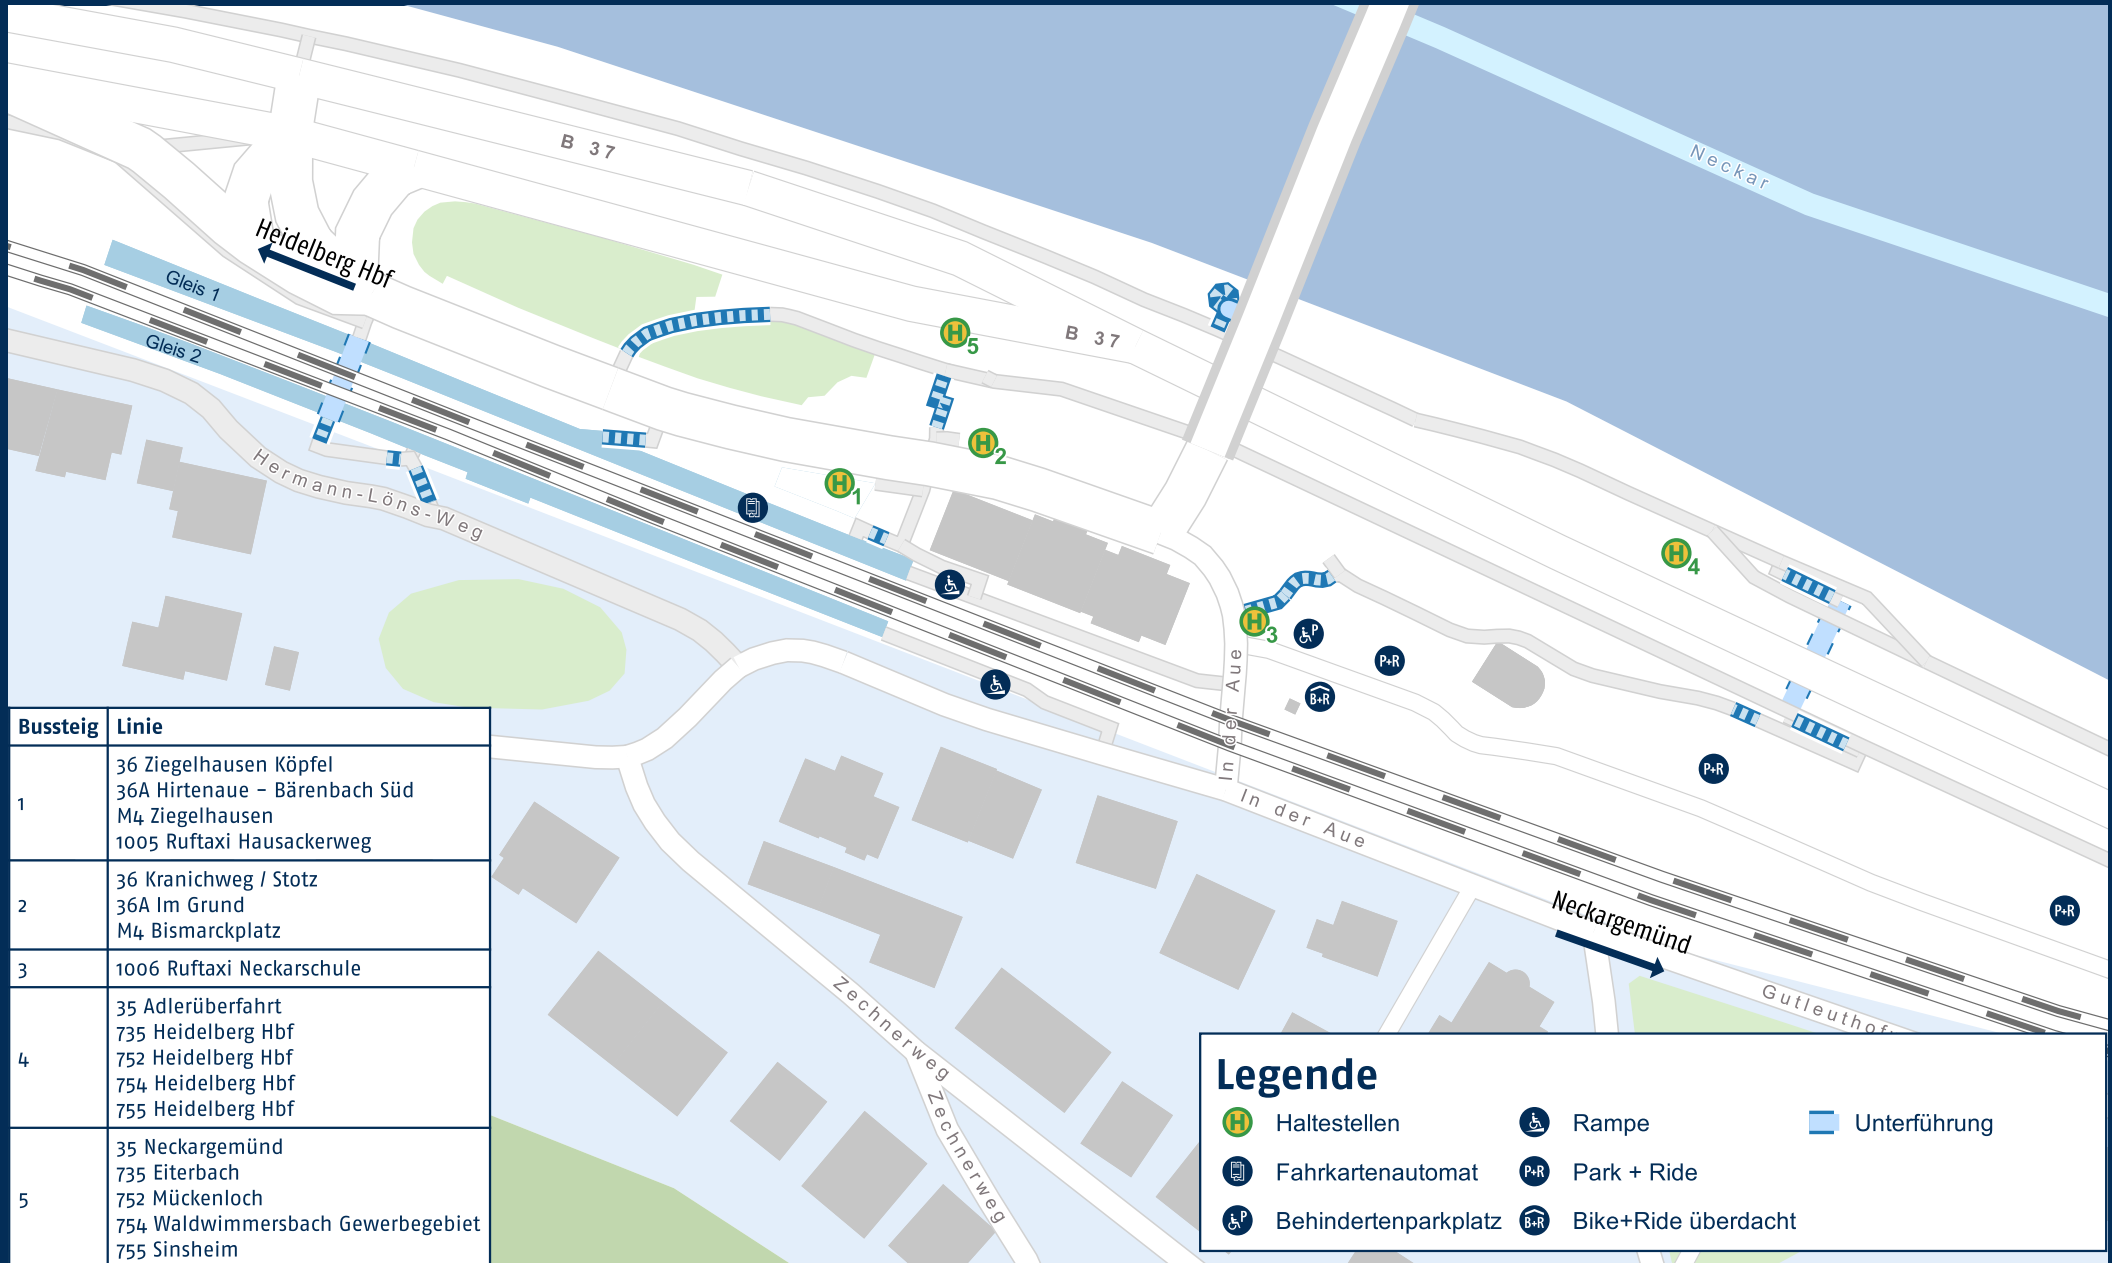 B 37
Neckar
Heidelberg Hbf
Gleis 1
Gleis 2
B 37
H 5
H 2
H 1
Hermann-Löns-Weg
H 4
H 3
P
P+R
B+R
In der Aue
P+R
In der Aue
P+R
Neckargemünd
Gutleuthof
Zechnerweg
Zechnerweg
Bussteig Linie
1
36 Ziegelhausen Köpfel
36A Hirtenaue – Bärenbach Süd
M4 Ziegelhausen
1005 Ruftaxi Hausackerweg
2
36 Kranichweg / Stotz
36A Im Grund
M4 Bismarckplatz
3 1006 Ruftaxi Neckarschule
4
35 Adlerüberfahrt
735 Heidelberg Hbf
752 Heidelberg Hbf
754 Heidelberg Hbf
755 Heidelberg Hbf
5
35 Neckargemünd
735 Eiterbach
752 Mückenloch
754 Waldwimmersbach Gewerbegebiet
755 Sinsheim
Legende
H Haltestellen
Rampe
Unterführung
Fahrkartenautomat
P+R Park + Ride
P Behindertenparkplatz
B+R Bike+Ride überdacht